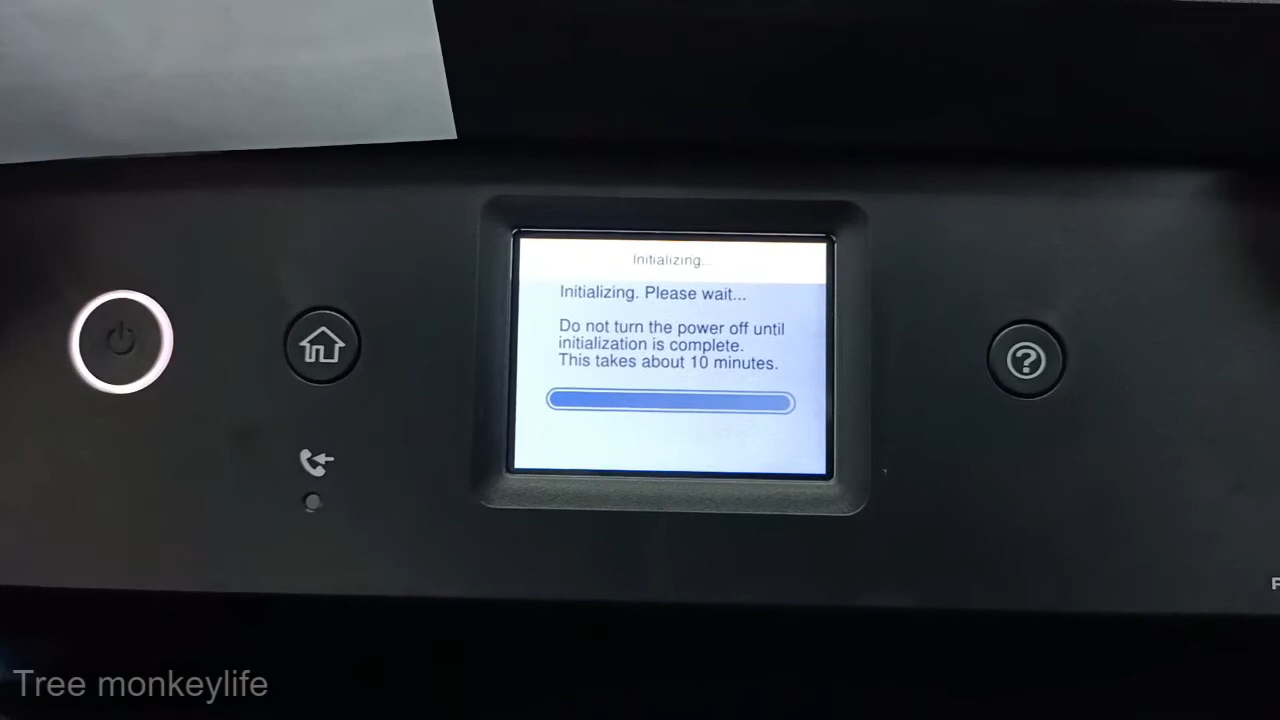 Initializing...
Initializing. Please wait...
Do not turn the power off until
initialization is complete.
This takes about 10 minutes.
Tree monkeylife